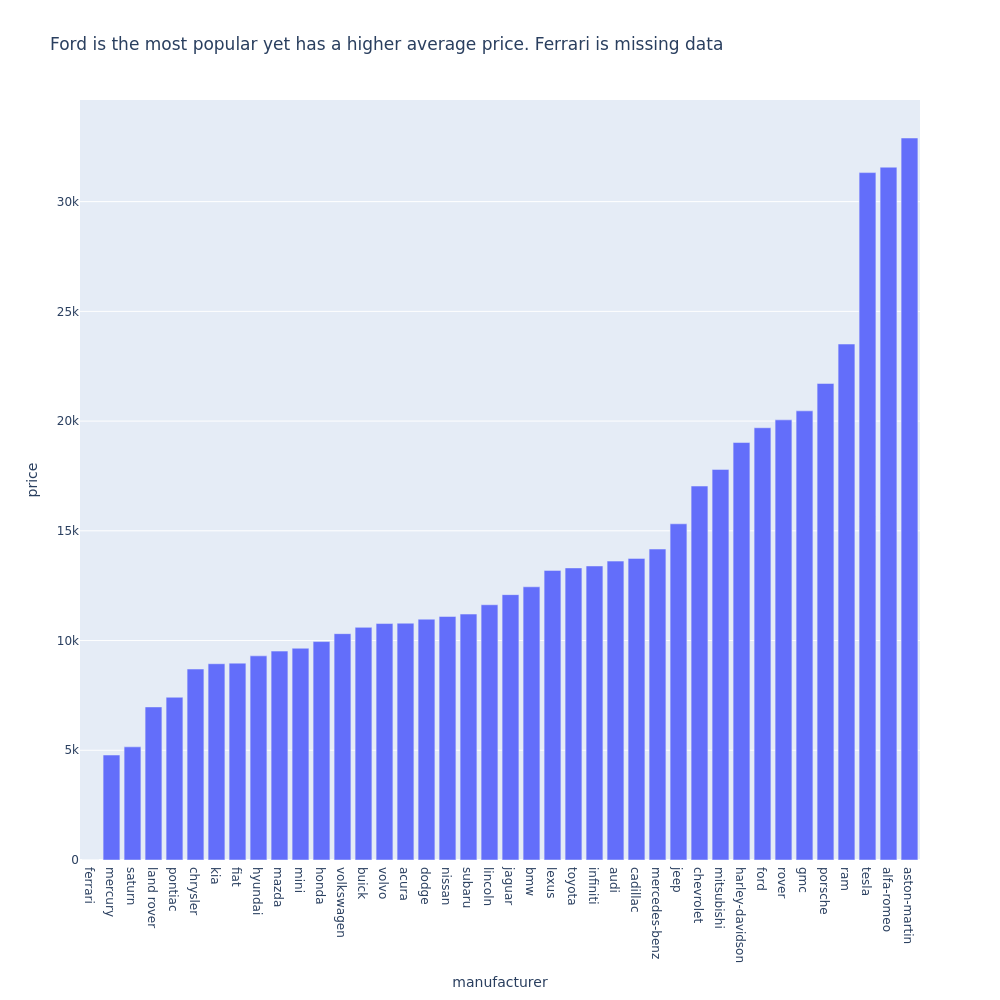 Ford is the most popular yet has a higher average price. Ferrari is missing data
30k
25k
20k
15k
10k
5k
0
price
ferrari
mercury
saturn
land rover
pontiac
chrysler
kia
fiat
hyundai
mazda
mini
honda
volkswagen
buick
volvo
acura
dodge
nissan
subaru
lincoln
jaguar
bmw
lexus
toyota
infiniti
audi
cadillac
mercedes-benz
jeep
chevrolet
mitsubishi
harley-davidson
ford
rover
gmc
porsche
ram
tesla
alfa-romeo
aston-martin
manufacturer